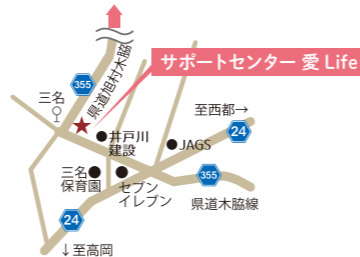 355
県道旭村木脇
サポートセンター 愛 Life
三名
至西都→
24
井戸川
建設
JAGS
三名
保育園
セブン
イレブン
355
県道木脇線
24
↓至高岡